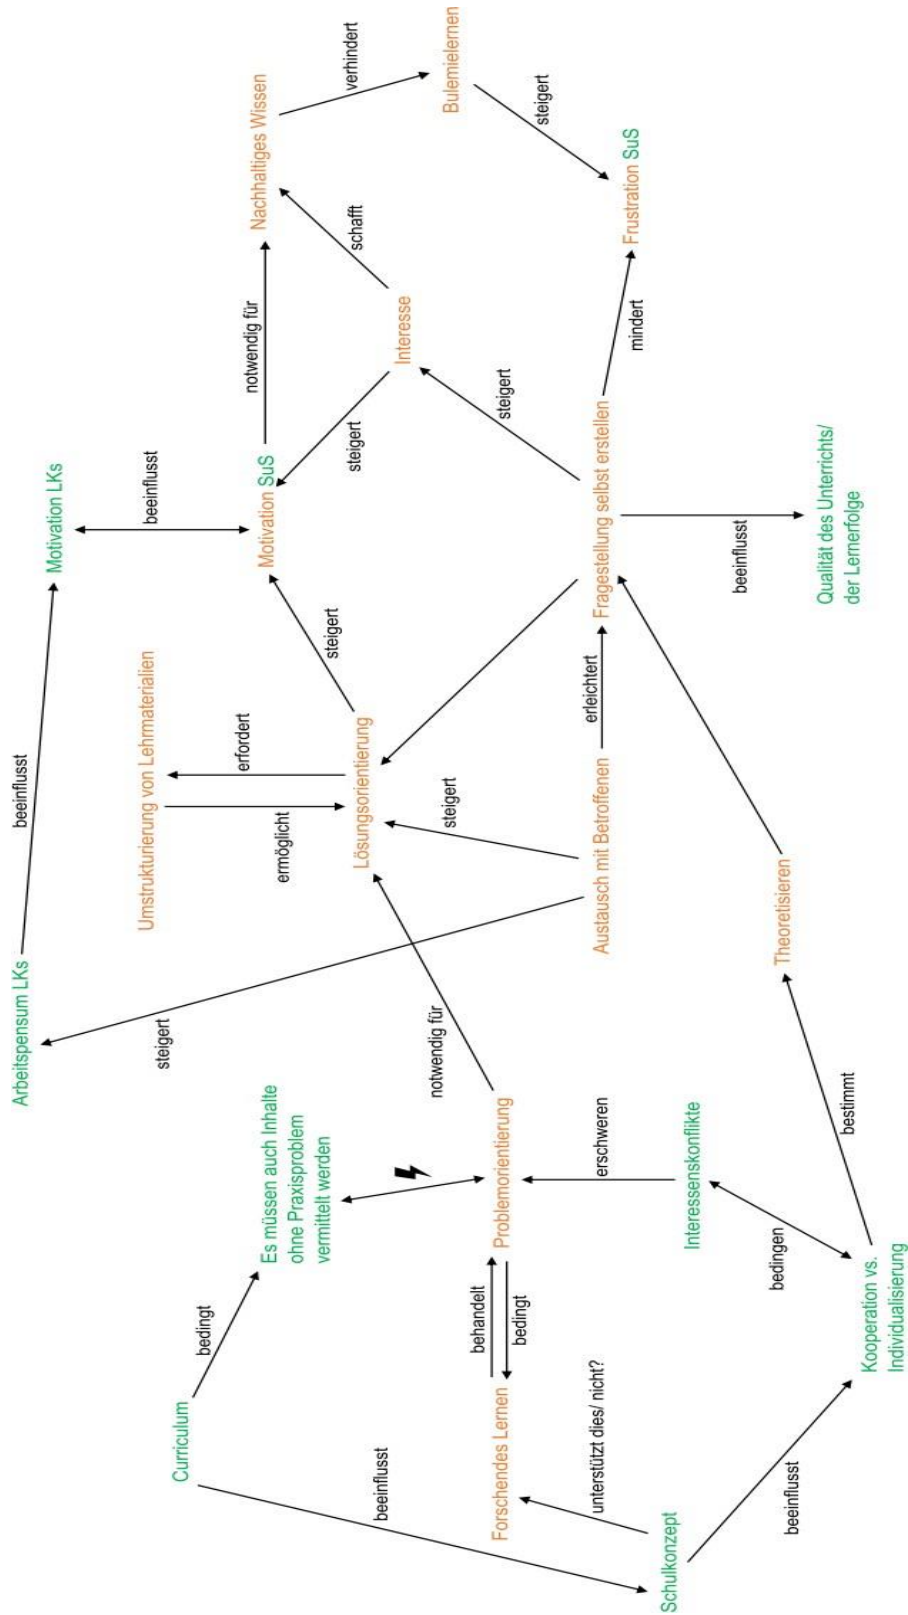 Arbeitspensum LKs
beeinflusst
Motivation LKs
beeinflusst
Umstrukturierung von Lehrmaterialien
erfordert
ermöglicht
Curriculum
bedingt
Es müssen auch Inhalte
ohne Praxisproblem
vermittelt werden
steigert
Motivation SuS
notwendig für
Nachhaltiges Wissen
verhindert
steigert
steigert
schafft
Lösungsorientierung
Interesse
Bulemielernen
beeinflusst
notwendig für
steigert
steigert
steigert
Forschendes Lernen
behandelt
bedingt
Problemorientierung
unterstützt dies/ nicht?
erschweren
Austausch mit Betroffenen
erleichtert
Fragestellung selbst erstellen
mindert
Frustration SuS
Schulkonzept
Interessenskonflikte
beeinflusst
bedingen
Theoretisieren
beeinflusst
bestimmt
Kooperation vs.
Individualisierung
Qualität des Unterrichts/
der Lernerfolge